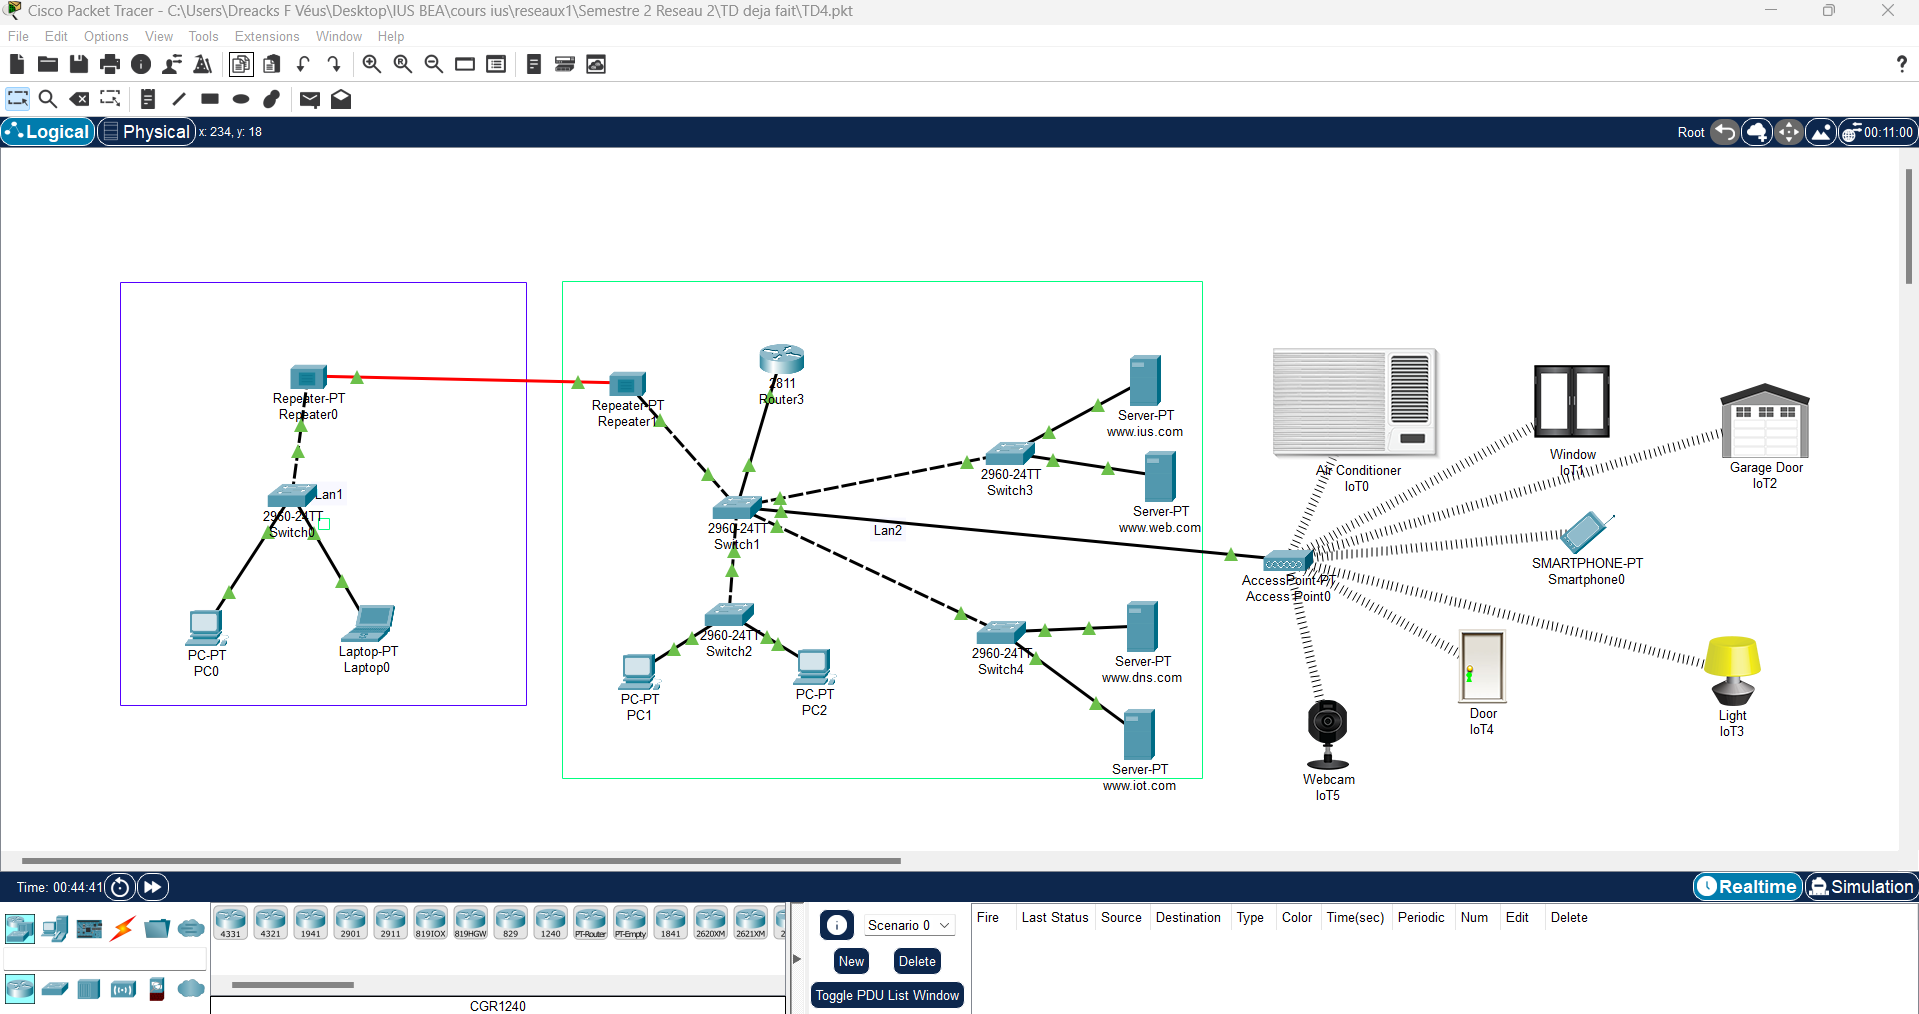 Cisco Packet Tracer - C:\Users\Dreacks F Véus\Desktop\IUS BEA\cours ius\reseaux1\Semestre 2 Reseau 2\TD deja fait\TD4.pkt
File Edit Options View Tools Extensions Window Help
?
Logical Physical x: 234, y: 18 Root 00:11:00
Repeater-PT
Repeater0
Lan1
2960-24TT
Switch0
PC-PT
PC0
Laptop-PT
Laptop0
Repeater-PT
Repeater1
2811
Router3
2960-24TT
Switch1
Lan2
2960-24TT
Switch3
Server-PT
www.ius.com
Server-PT
www.web.com
2960-24TT
Switch2
PC-PT
PC1
PC-PT
PC2
2960-24TT
Switch4
Server-PT
www.dns.com
Server-PT
www.iot.com
AccessPoint-PT
Access Point0
Air Conditioner
IoT0
Window
IoT1
Garage Door
IoT2
SMARTPHONE-PT
Smartphone0
Door
IoT4
Light
IoT3
Webcam
IoT5
Time: 00:44:41 Realtime Simulation
4331 4321 1941 2901 2911 819IOX 819HGW 829 1240 PT-Router PT-Empty 1841 2620XM 2621XM 2
CGR1240
Scenario 0
New Delete
Toggle PDU List Window
Fire Last Status Source Destination Type Color Time(sec) Periodic Num Edit Delete